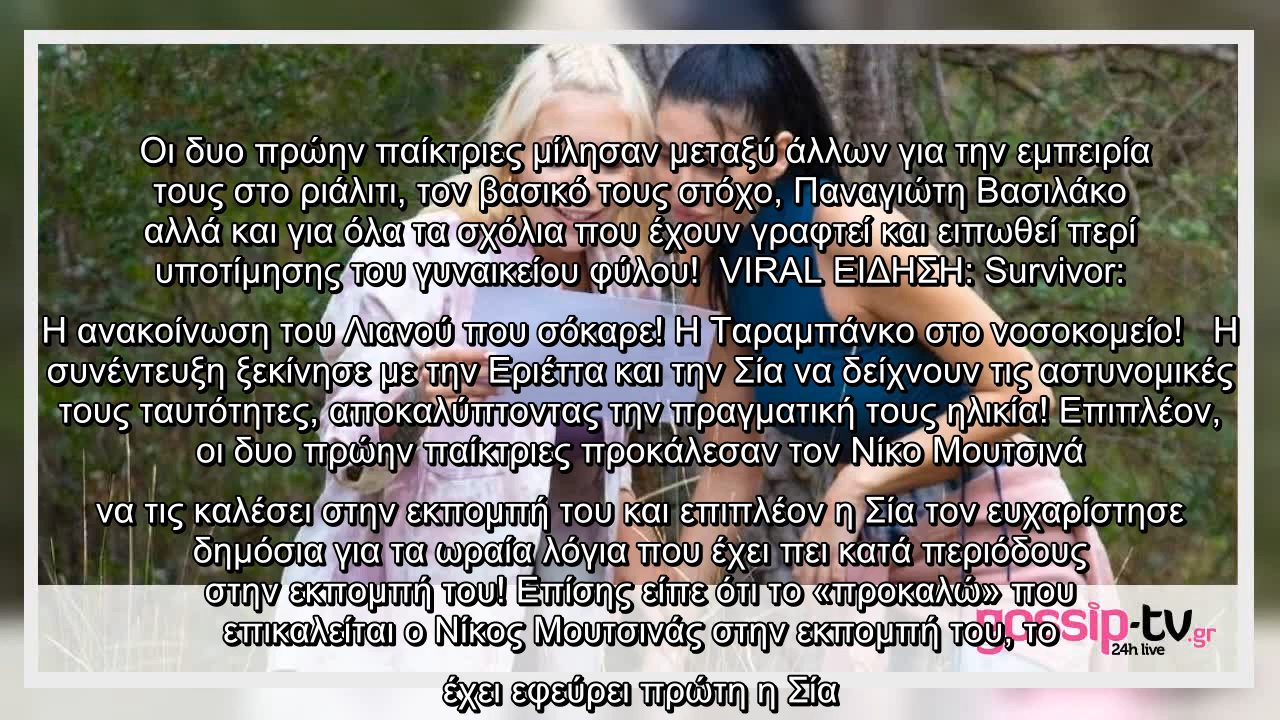 Οι δυο πρώην παίκτριες μίλησαν μεταξύ άλλων για την εμπειρία
τους στο ριάλιτι, τον βασικό τους στόχο, Παναγιώτη Βασιλάκο
αλλά και για όλα τα σχόλια που έχουν γραφτεί και ειπωθεί περί
υποτίμησης του γυναικείου φύλου!  VIRAL ΕΙΔΗΣΗ: Survivor:
Η ανακοίνωση του Λιανού που σόκαρε! Η Ταραμπάνκο στο νοσοκομείο!   Η
συνέντευξη ξεκίνησε με την Εριέττα και την Σία να δείχνουν τις αστυνομικές
τους ταυτότητες, αποκαλύπτοντας την πραγματική τους ηλικία! Επιπλέον,
οι δυο πρώην παίκτριες προκάλεσαν τον Νίκο Μουτσινά
να τις καλέσει στην εκπομπή του και επιπλέον η Σία τον ευχαρίστησε
δημόσια για τα ωραία λόγια που έχει πει κατά περιόδους
στην εκπομπή του! Επίσης είπε ότι το «προκαλώ» που
επικαλείται ο Νίκος Μουτσινάς στην εκπομπή του, το
gossip-tv.gr
24h live
έχει εφεύρει πρώτη η Σία